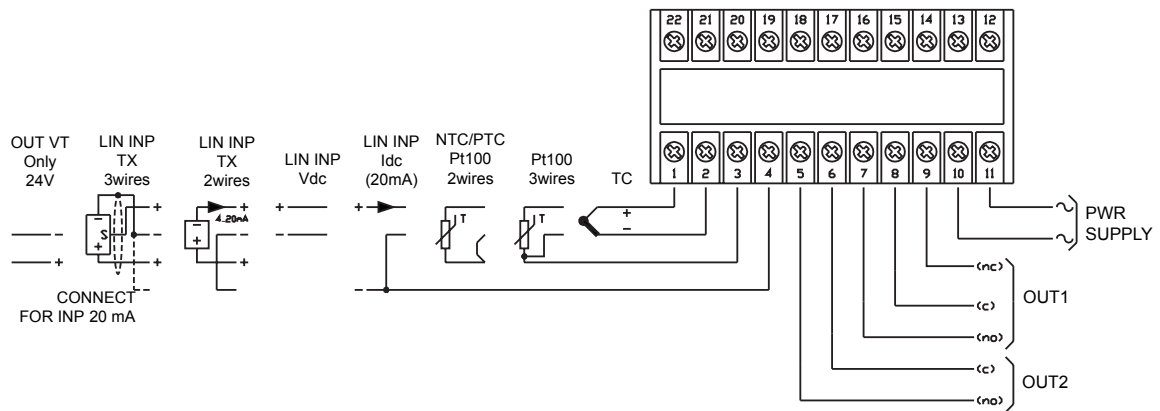 22 21 20 19 18 17 16 15 14 13 12
1 2 3 4 5 6 7 8 9 10 11
OUT VT
Only
24V
LIN INP
TX
3wires
LIN INP
TX
2wires
LIN INP
Vdc
LIN INP
Idc
(20mA)
NTC/PTC
Pt100
2wires
Pt100
3wires
TC
-
+
-
S
+
+
-
+
-
4..20mA
-
+
+
-
+
-
+
-
+
-
-
T
T
+
-
CONNECT
FOR INP 20 mA
PWR
SUPPLY
(nc)
(c)
(no)
OUT1
(c)
(no)
OUT2